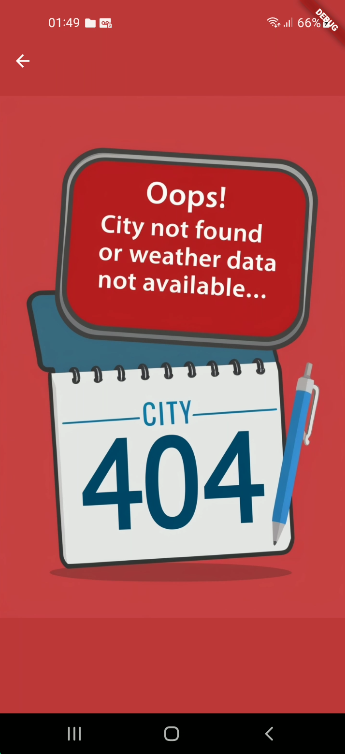 01:49
66%
DEBUG
Oops!
City not found
or weather data
not available...
CITY
404